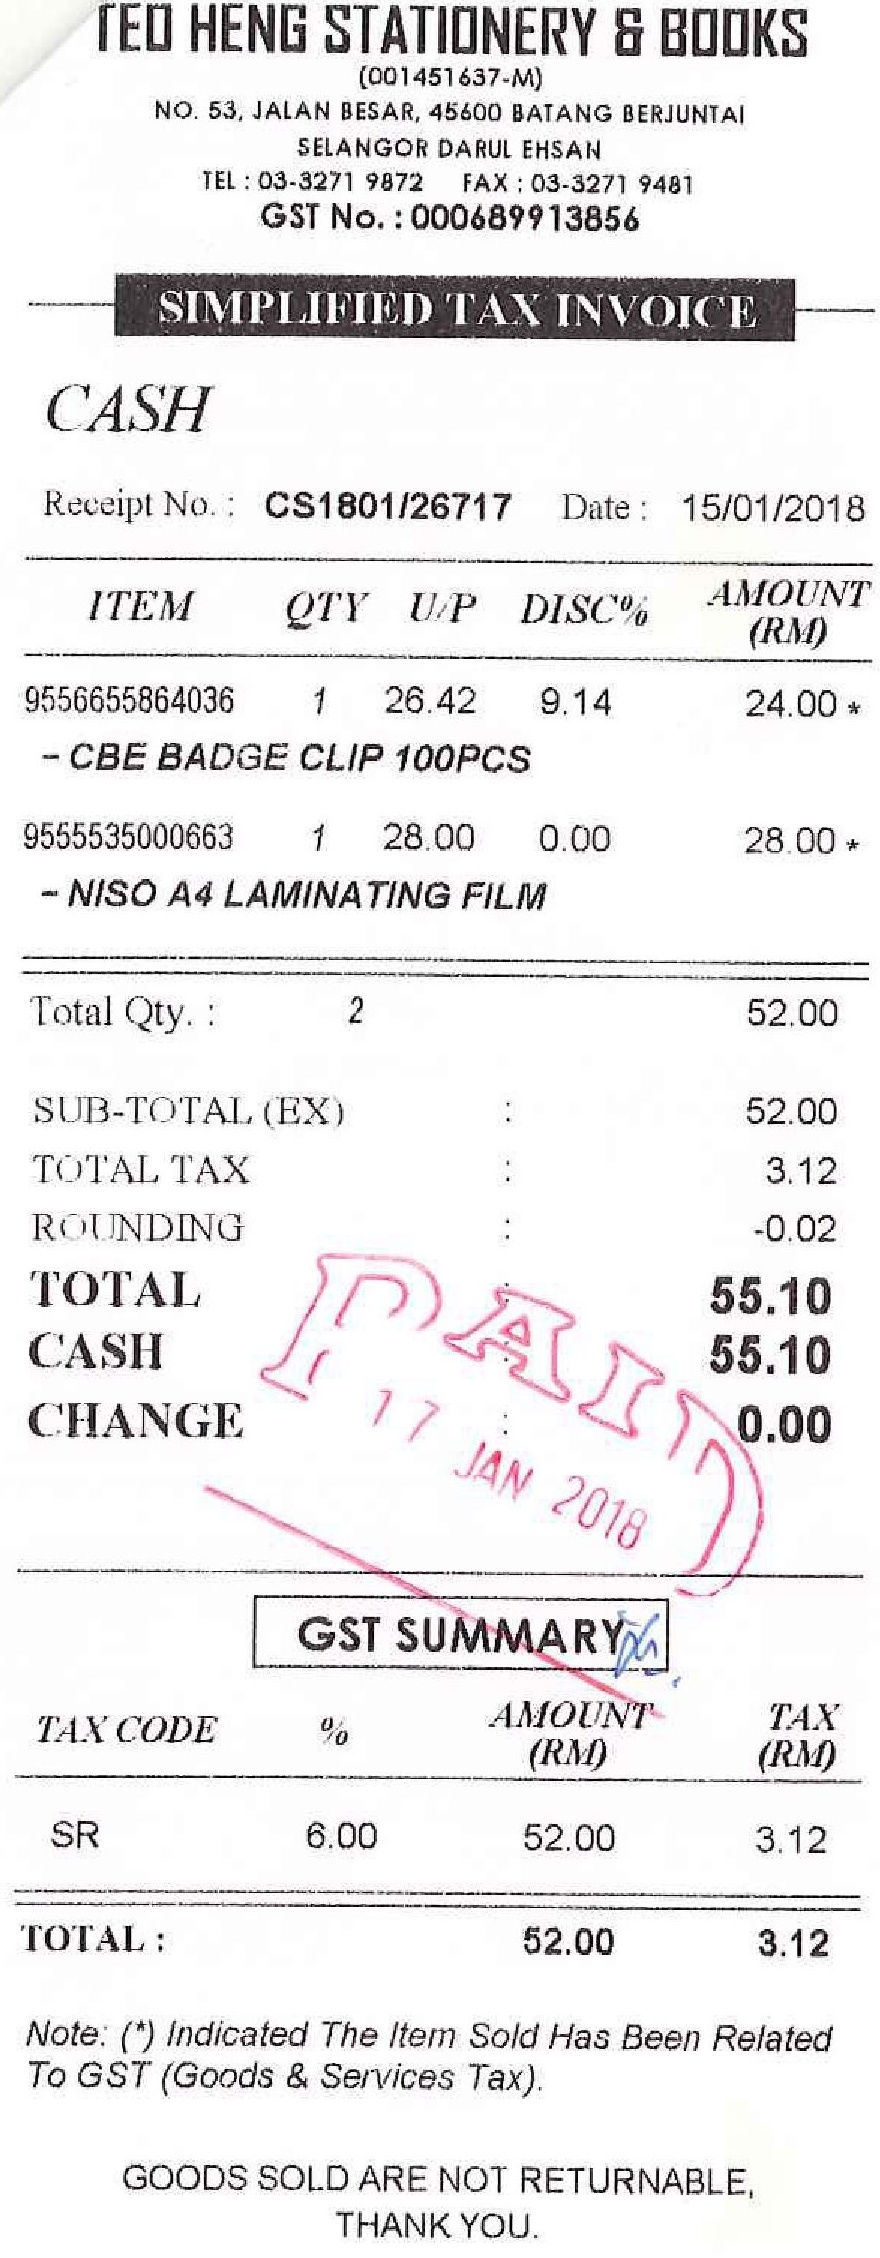 TEO HENG STATIONERY & BOOKS
(001451637-M)
NO. 53, JALAN BESAR, 45600 BATANG BERJUNTAI
SELANGOR DARUL EHSAN
TEL : 03-3271 9872 FAX : 03-3271 9481
GST No. : 000689913856
SIMPLIFIED TAX INVOICE
CASH
Receipt No. : CS1801/26717 Date : 15/01/2018
ITEM QTY U/P DISC% AMOUNT (RM)
9556655864036 1 26.42 9.14 24.00 *
- CBE BADGE CLIP 100PCS
9555535000663 1 28.00 0.00 28.00 *
- NISO A4 LAMINATING FILM
Total Qty. : 2 52.00
SUB-TOTAL (EX) : 52.00
TOTAL TAX : 3.12
ROUNDING : -0.02
TOTAL : 55.10
CASH : 55.10
CHANGE : 0.00
PAID
17 JAN 2018
GST SUMMARY
TAX CODE % AMOUNT (RM) TAX (RM)
SR 6.00 52.00 3.12
TOTAL : 52.00 3.12
Note: (*) Indicated The Item Sold Has Been Related
To GST (Goods & Services Tax).
GOODS SOLD ARE NOT RETURNABLE,
THANK YOU.